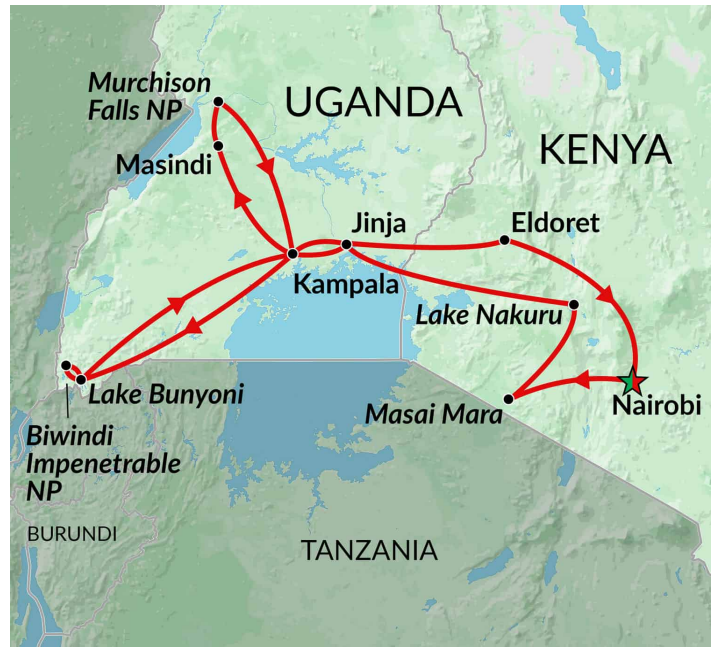 Murchison
Falls NP
UGANDA
KENYA
Masindi
Jinja
Eldoret
Kampala
Lake Nakuru
Lake Bunyoni
Masai Mara
Nairobi
Biwindi
Impenetrable
NP
BURUNDI
TANZANIA